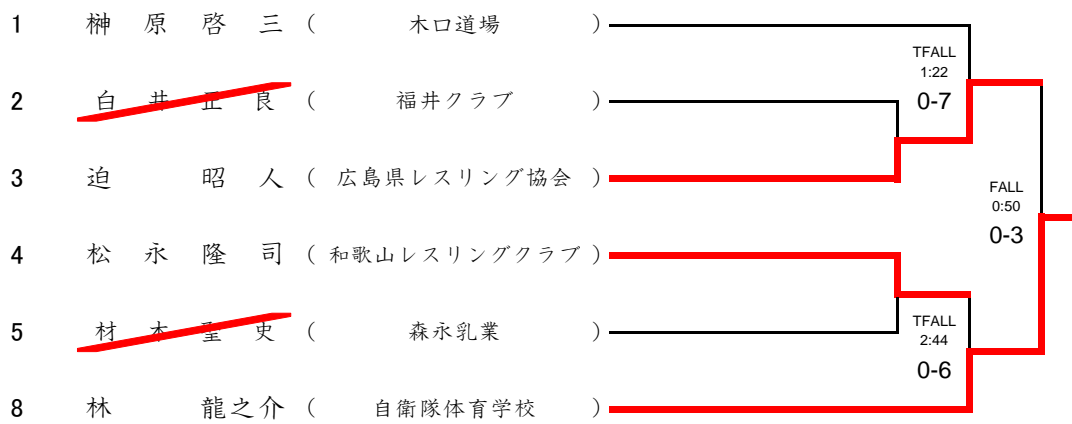 1 榊原啓三 ( 木口道場 )
TFALL
1:22
0-7
2 白井正良 ( 福井クラブ )
3 迫 昭人 ( 広島県レスリング協会 )
FALL
0:50
0-3
4 松永隆司 ( 和歌山レスリングクラブ )
5 材木聖史 ( 森永乳業 )
TFALL
2:44
0-6
8 林 龍之介 ( 自衛隊体育学校 )